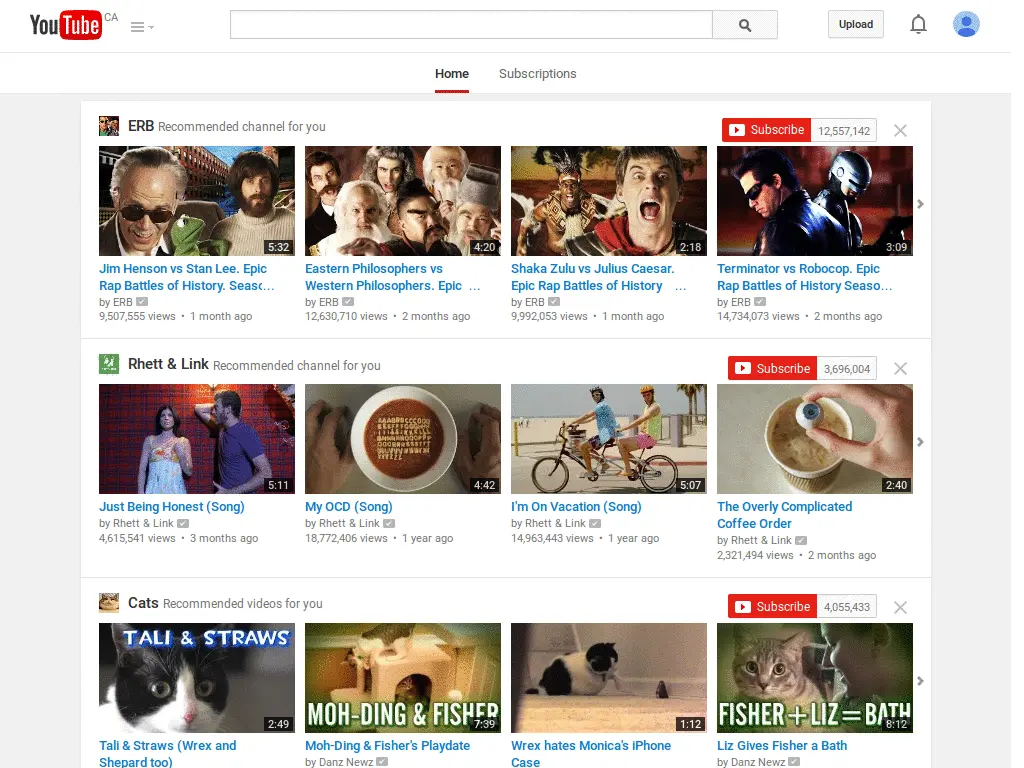 YouTube CA
Upload
Home Subscriptions
ERB Recommended channel for you
Subscribe 12,557,142
5:32
4:20
2:18
3:09
Jim Henson vs Stan Lee. Epic
Rap Battles of History. Seasc...
by ERB
9,507,555 views • 1 month ago
Eastern Philosophers vs
Western Philosophers. Epic ...
by ERB
12,630,710 views • 2 months ago
Shaka Zulu vs Julius Caesar.
Epic Rap Battles of History ...
by ERB
9,992,053 views • 1 month ago
Terminator vs Robocop. Epic
Rap Battles of History Seaso...
by ERB
14,734,073 views • 2 months ago
Rhett & Link Recommended channel for you
Subscribe 3,696,004
5:11
4:42
5:07
2:40
Just Being Honest (Song)
by Rhett & Link
4,615,541 views • 3 months ago
My OCD (Song)
by Rhett & Link
18,772,406 views • 1 year ago
I'm On Vacation (Song)
by Rhett & Link
14,963,443 views • 1 year ago
The Overly Complicated
Coffee Order
by Rhett & Link
2,321,494 views • 2 months ago
Cats Recommended videos for you
Subscribe 4,055,433
TALI & STRAWS
2:49
MOH-DING & FISHER
7:39
1:12
FISHER+LIZ=BATH
8:12
Tali & Straws (Wrex and
Shepard too)
Moh-Ding & Fisher's Playdate
by Danz Newz
Wrex hates Monica's iPhone
Case
Liz Gives Fisher a Bath
by Danz Newz